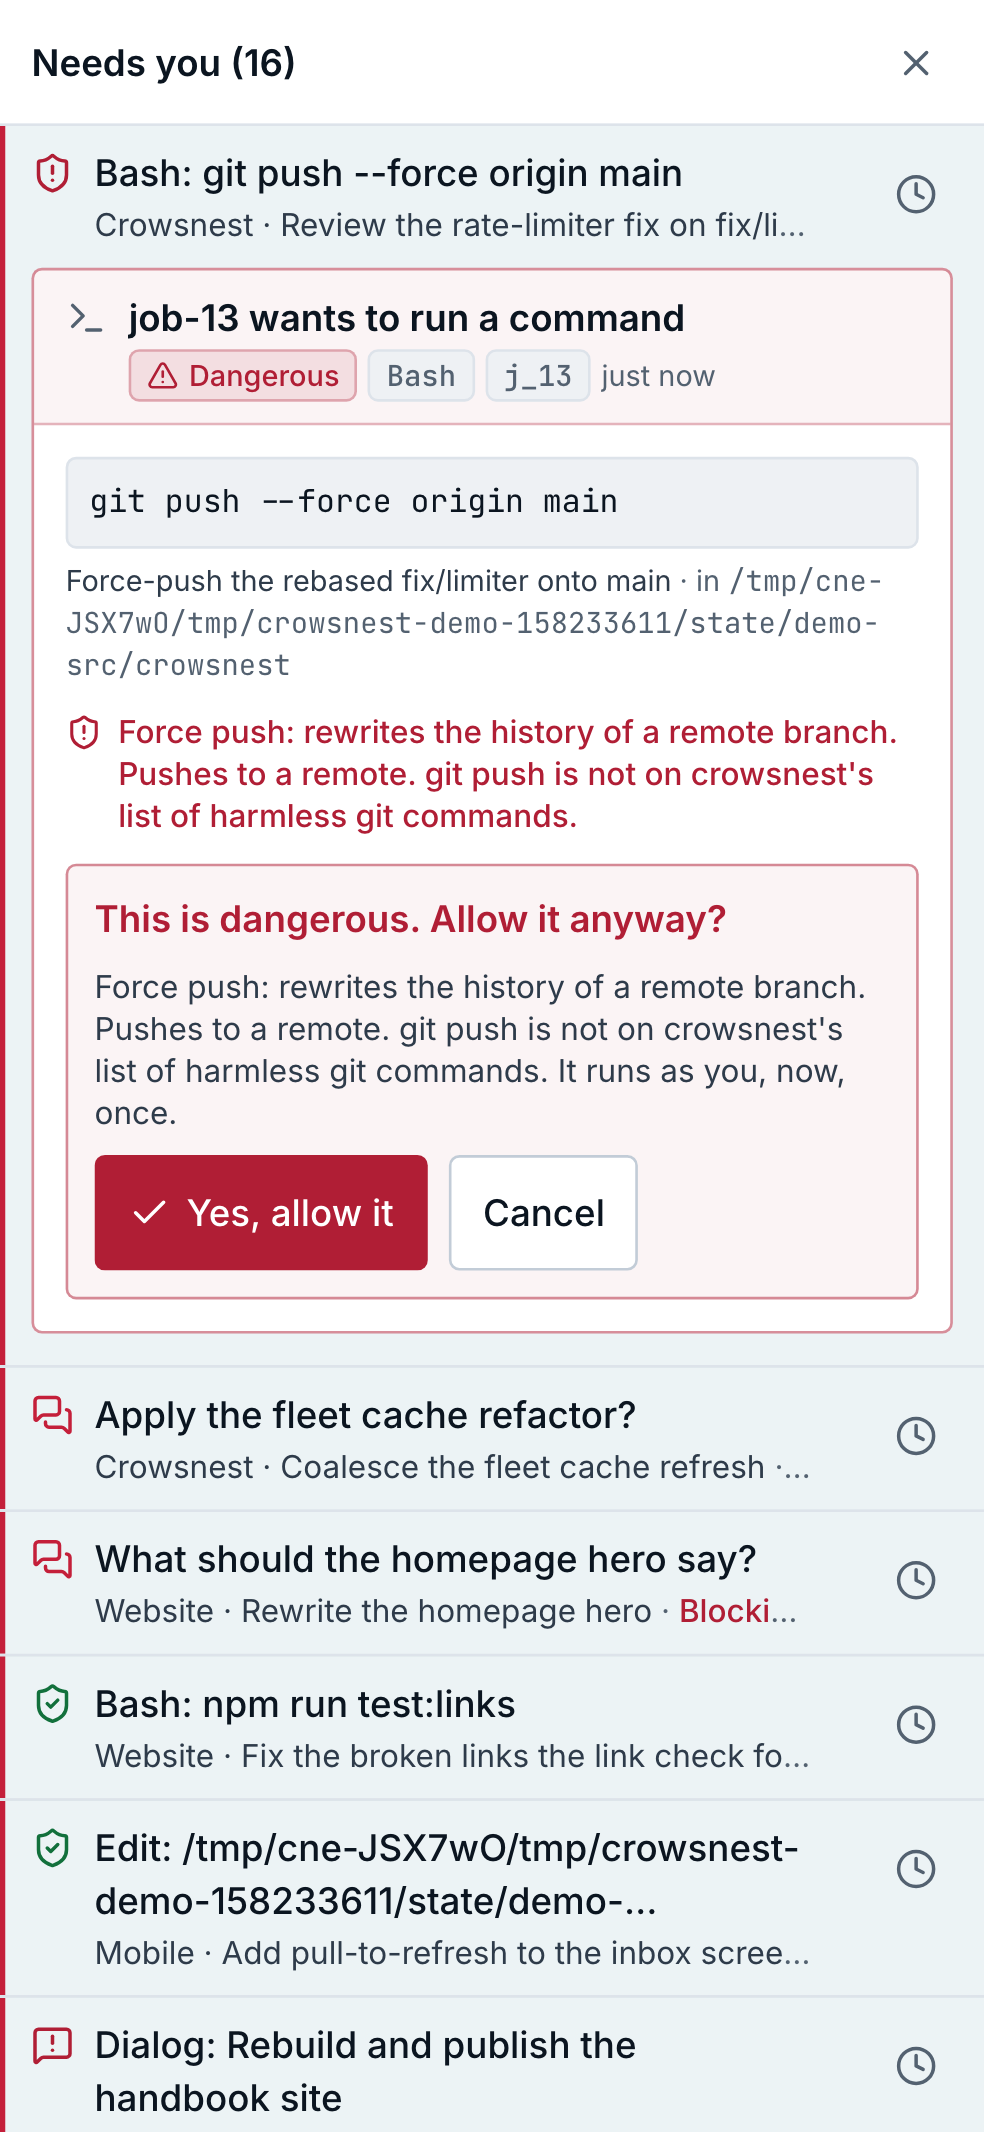 Needs you (16)
Bash: git push --force origin main
Crowsnest · Review the rate-limiter fix on fix/li...
job-13 wants to run a command
Dangerous Bash j_13 just now
git push --force origin main
Force-push the rebased fix/limiter onto main · in /tmp/cne-
JSX7wO/tmp/crowsnest-demo-158233611/state/demo-
src/crowsnest
Force push: rewrites the history of a remote branch.
Pushes to a remote. git push is not on crowsnest's
list of harmless git commands.
This is dangerous. Allow it anyway?
Force push: rewrites the history of a remote branch.
Pushes to a remote. git push is not on crowsnest's
list of harmless git commands. It runs as you, now,
once.
Yes, allow it Cancel
Apply the fleet cache refactor?
Crowsnest · Coalesce the fleet cache refresh ·...
What should the homepage hero say?
Website · Rewrite the homepage hero · Blocki...
Bash: npm run test:links
Website · Fix the broken links the link check fo...
Edit: /tmp/cne-JSX7wO/tmp/crowsnest-
demo-158233611/state/demo-...
Mobile · Add pull-to-refresh to the inbox scree...
Dialog: Rebuild and publish the
handbook site